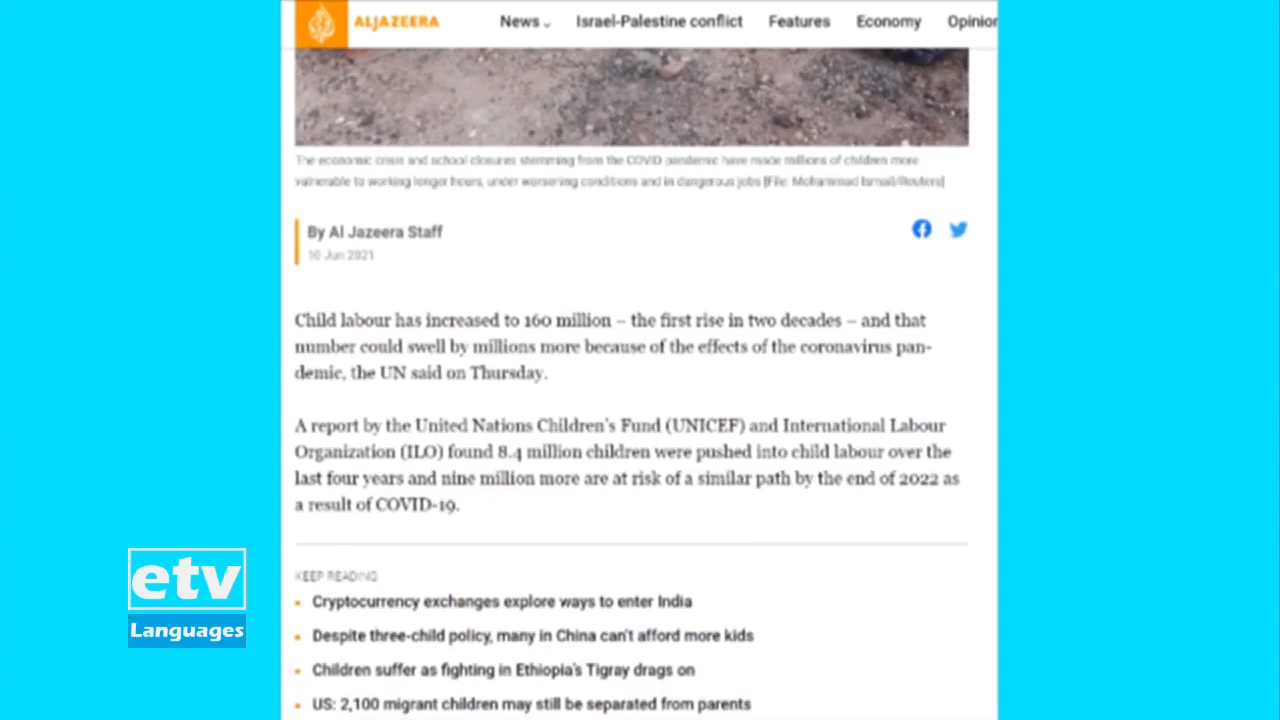 ALJAZEERA News Israel-Palestine conflict Features Economy Opinion
The economic crisis and school closures stemming from the COVID pandemic have made millions of children more
vulnerable to working longer hours, under worsening conditions and in dangerous jobs [File: Mohammad Ismail/Reuters]
By Al Jazeera Staff
10 Jun 2021
Child labour has increased to 160 million – the first rise in two decades – and that
number could swell by millions more because of the effects of the coronavirus pan-
demic, the UN said on Thursday.
A report by the United Nations Children's Fund (UNICEF) and International Labour
Organization (ILO) found 8.4 million children were pushed into child labour over the
last four years and nine million more are at risk of a similar path by the end of 2022 as
a result of COVID-19.
KEEP READING
Cryptocurrency exchanges explore ways to enter India
Despite three-child policy, many in China can't afford more kids
Children suffer as fighting in Ethiopia's Tigray drags on
US: 2,100 migrant children may still be separated from parents
etv
Languages